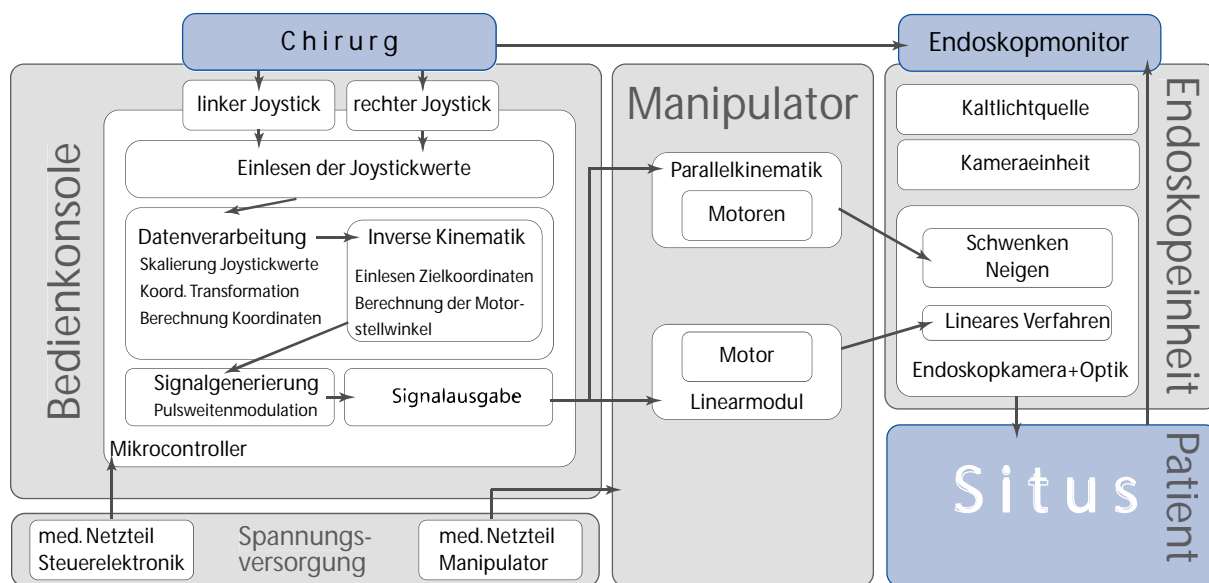 Chirurg
Endoskopmonitor
Bedienkonsole
linker Joystick
rechter Joystick
Einlesen der Joystickwerte
Datenverarbeitung
Skalierung Joystickwerte
Koord. Transformation
Berechnung Koordinaten
Inverse Kinematik
Einlesen Zielkoordinaten
Berechnung der Motor-
stellwinkel
Signalgenerierung
Pulsweitenmodulation
Signalausgabe
Mikrocontroller
med. Netzteil
Steuerelektronik
Spannungs-
versorgung
med. Netzteil
Manipulator
Manipulator
Parallelkinematik
Motoren
Motor
Linearmodul
Endoskopeinheit
Kaltlichtquelle
Kameraeinheit
Schwenken
Neigen
Lineares Verfahren
Endoskopkamera+Optik
Situs
Patient